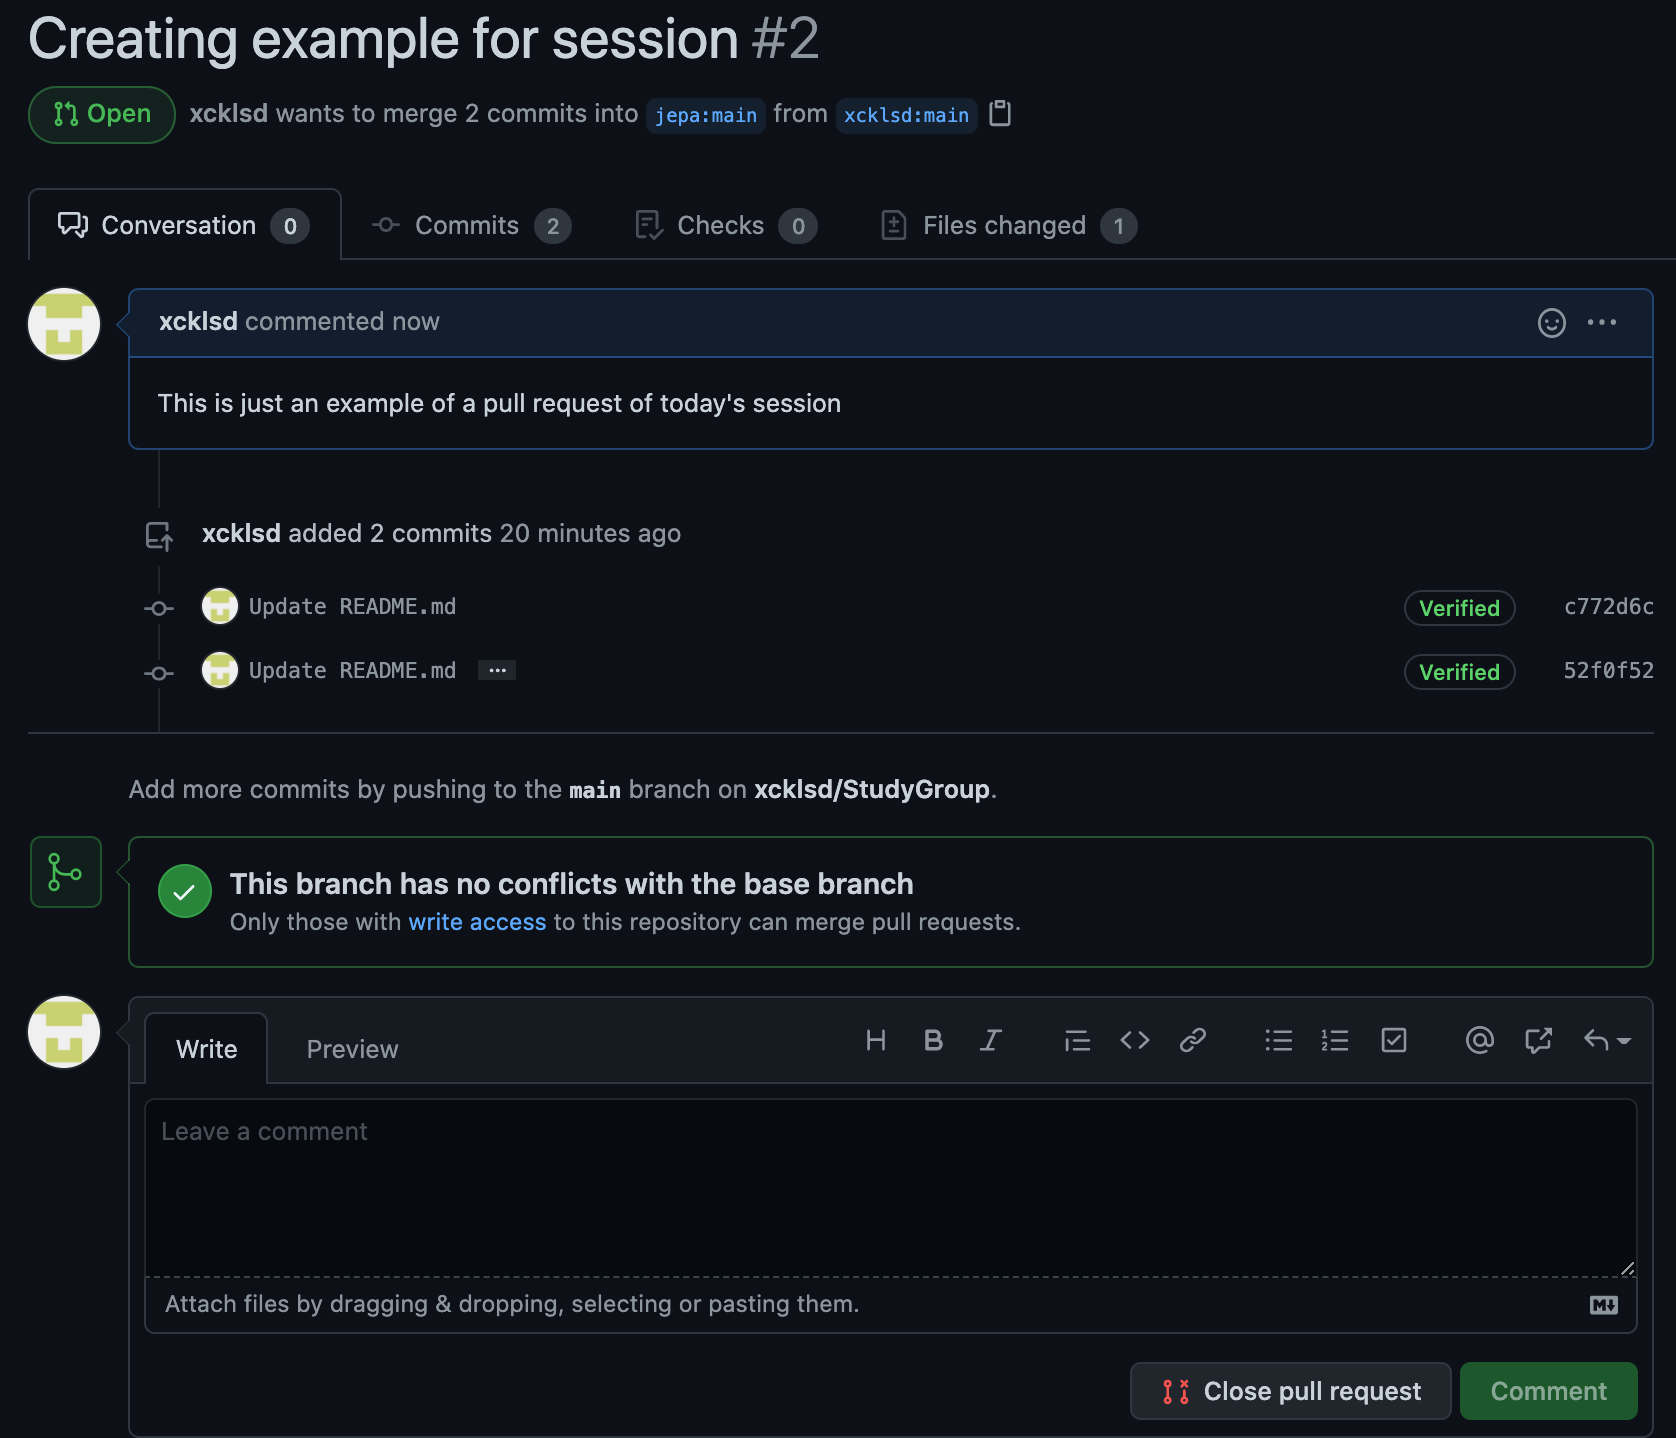 Creating example for session #2
Open xcklsd wants to merge 2 commits into jepa:main from xcklsd:main
Conversation 0 Commits 2 Checks 0 Files changed 1
xcklsd commented now
This is just an example of a pull request of today's session
xcklsd added 2 commits 20 minutes ago
Update README.md Verified c772d6c
Update README.md ... Verified 52f0f52
Add more commits by pushing to the main branch on xcklsd/StudyGroup.
This branch has no conflicts with the base branch
Only those with write access to this repository can merge pull requests.
Write Preview
Leave a comment
Attach files by dragging & dropping, selecting or pasting them.
Close pull request Comment